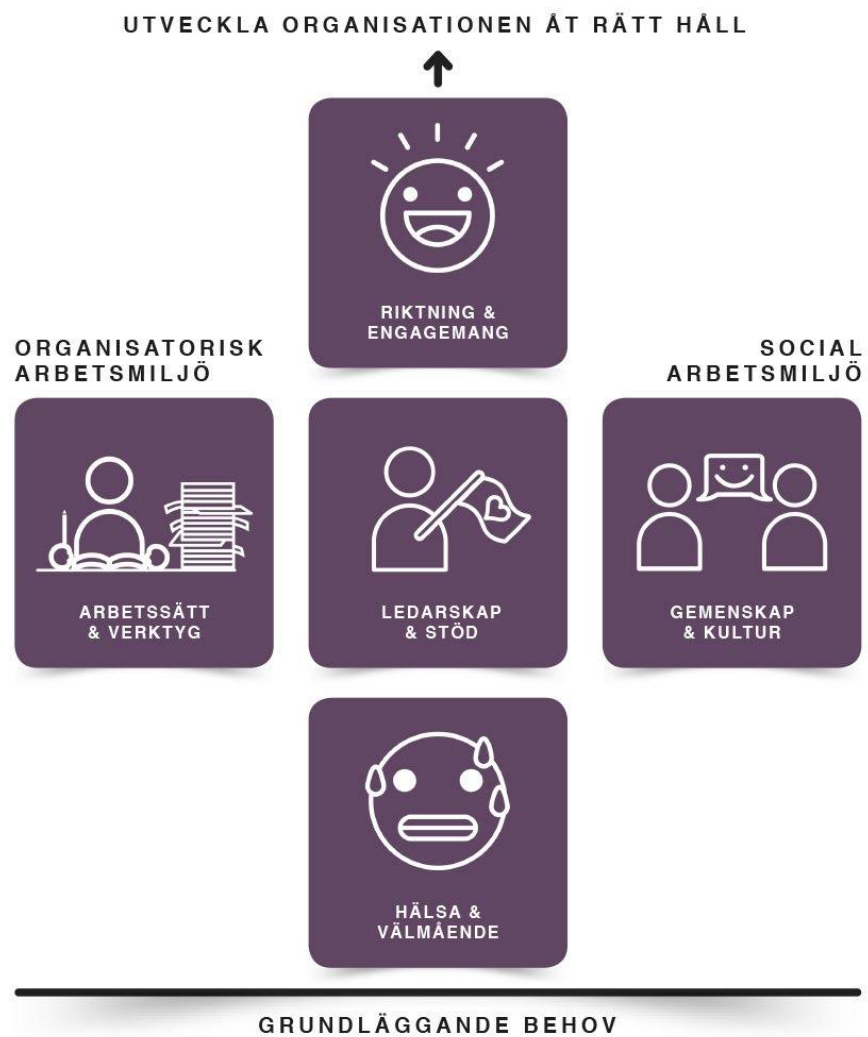 UTVECKLA ORGANISATIONEN ÅT RÄTT HÅLL
RIKTNING &
ENGAGEMANG
ORGANISATORISK
ARBETSMILJÖ
SOCIAL
ARBETSMILJÖ
ARBETSSÄTT
& VERKTYG
LEDARSKAP
& STÖD
GEMENSKAP
& KULTUR
HÄLSA &
VÄLMÅENDE
GRUNDLÄGGANDE BEHOV